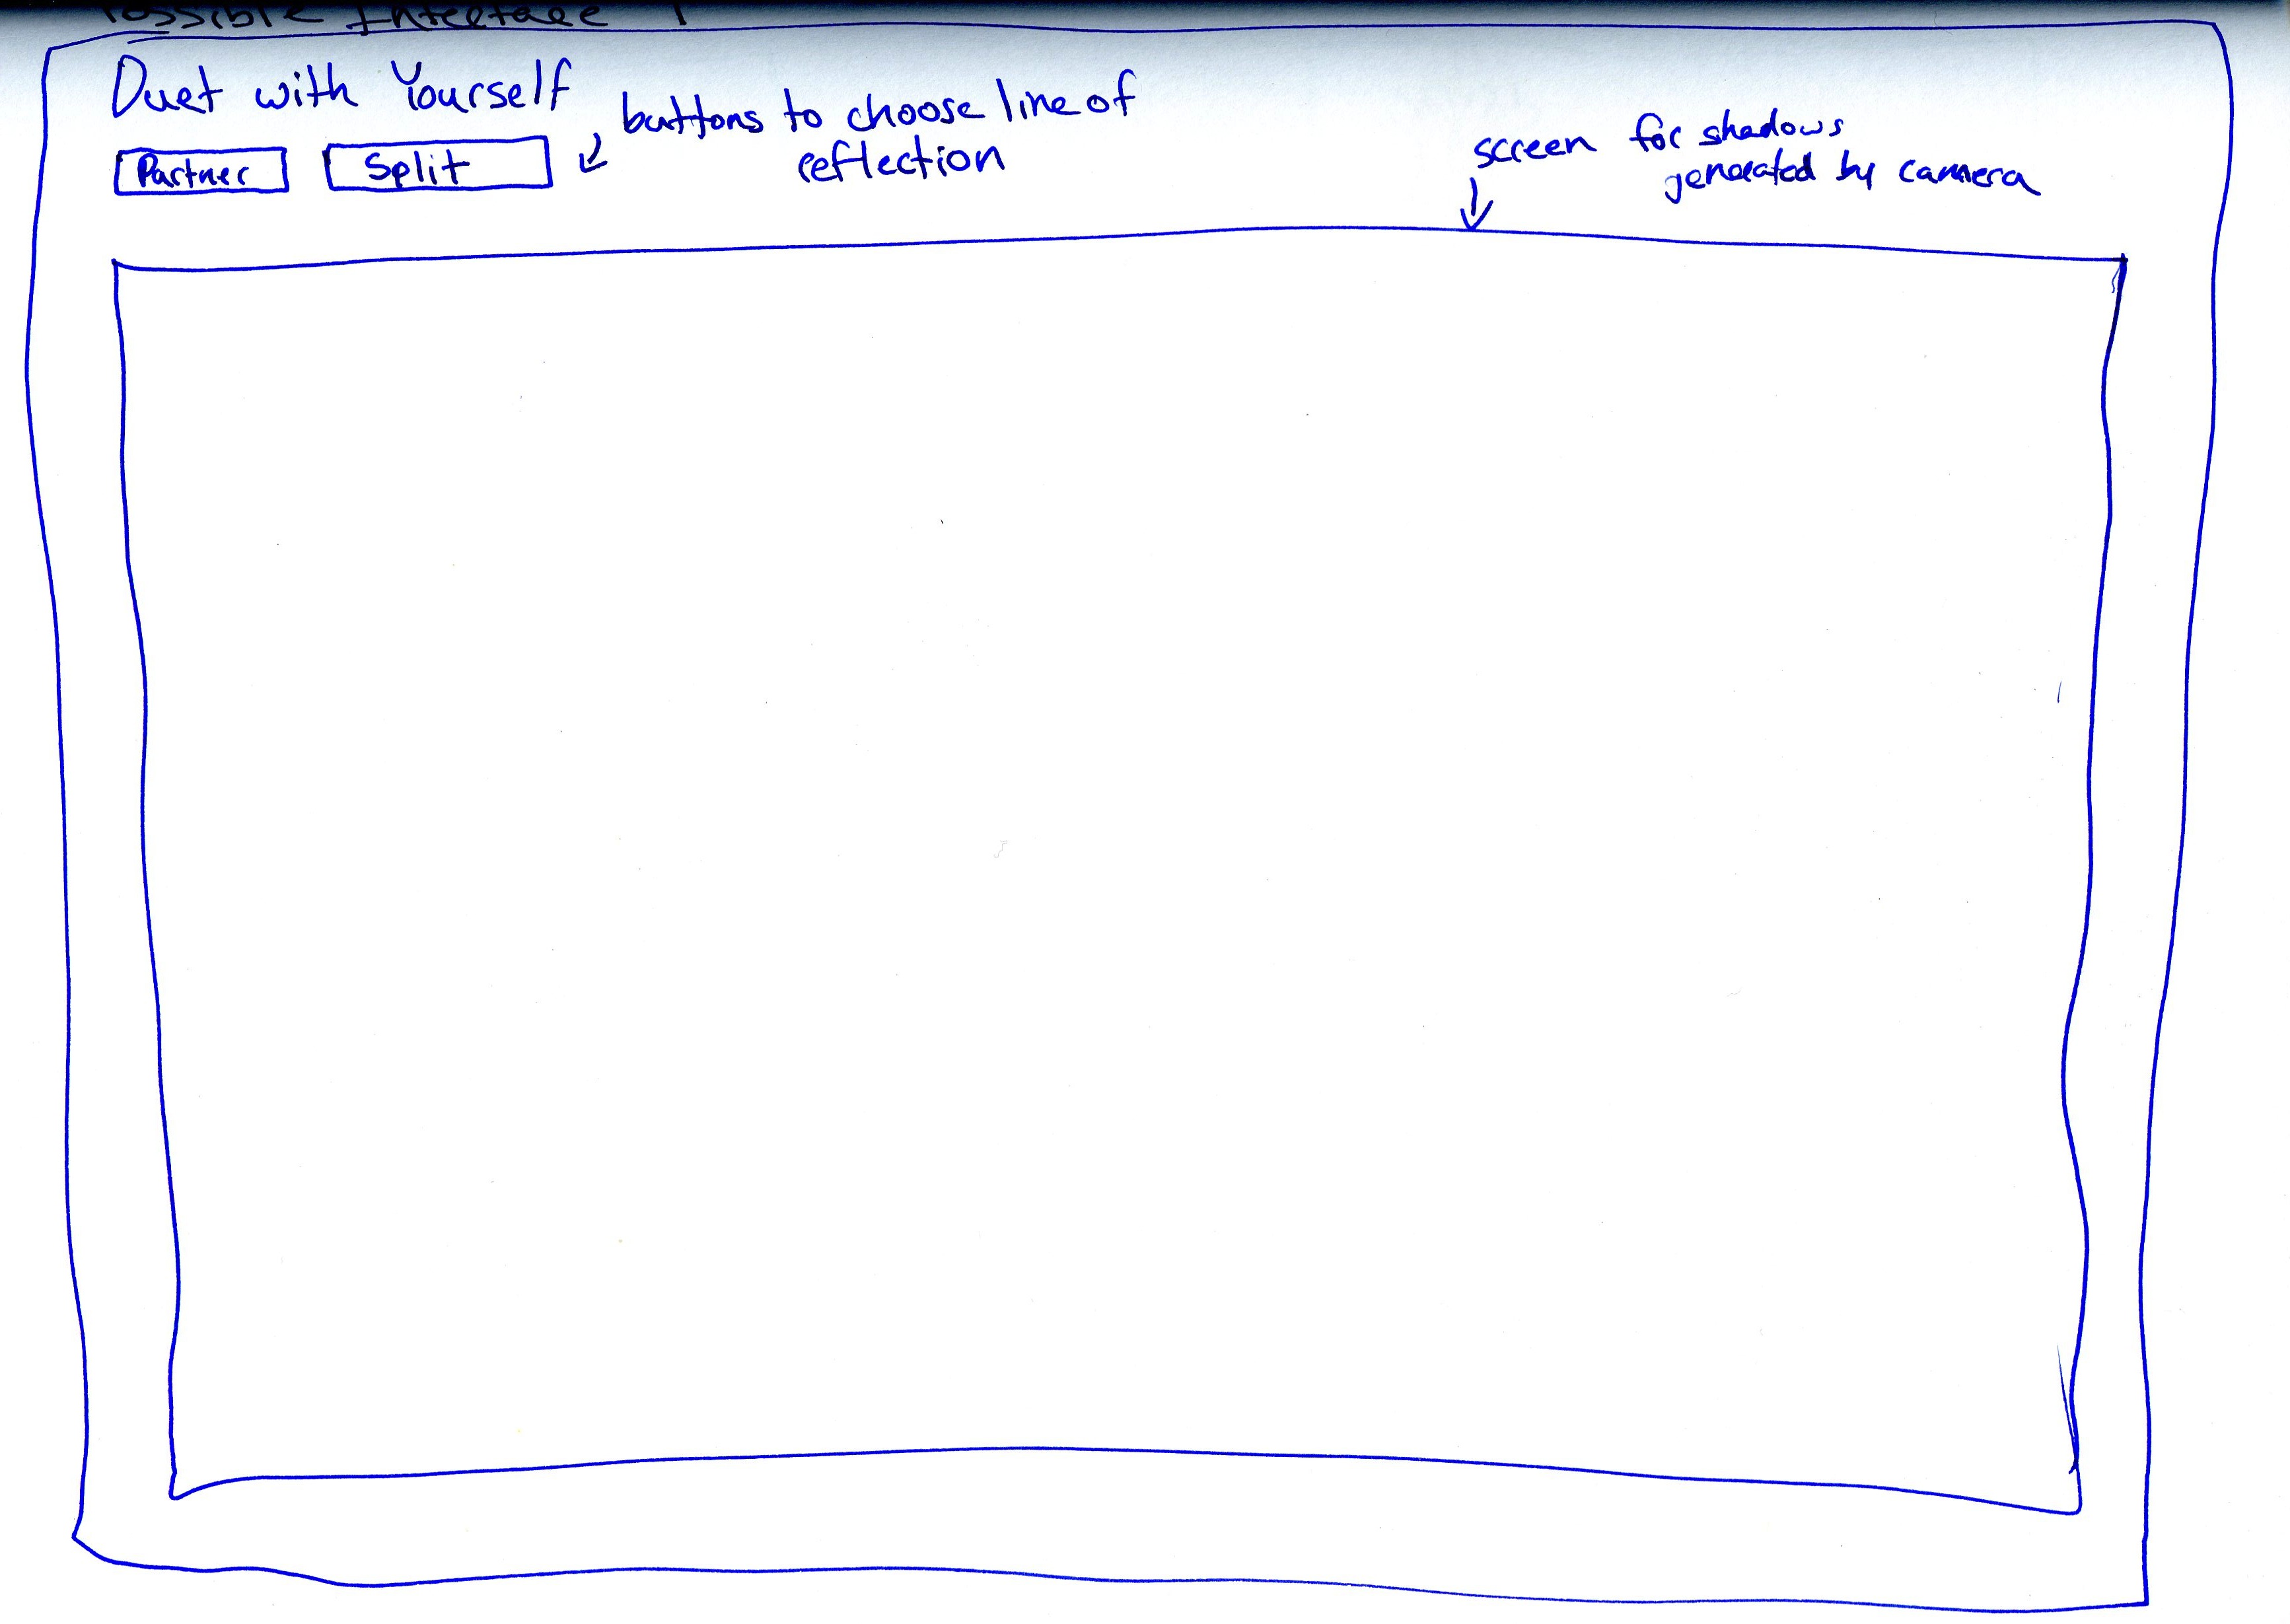 Possible Interface 1
Duet with Yourself
buttons to choose line of
reflection
Partner
Split
screen for shadows
generated by camera